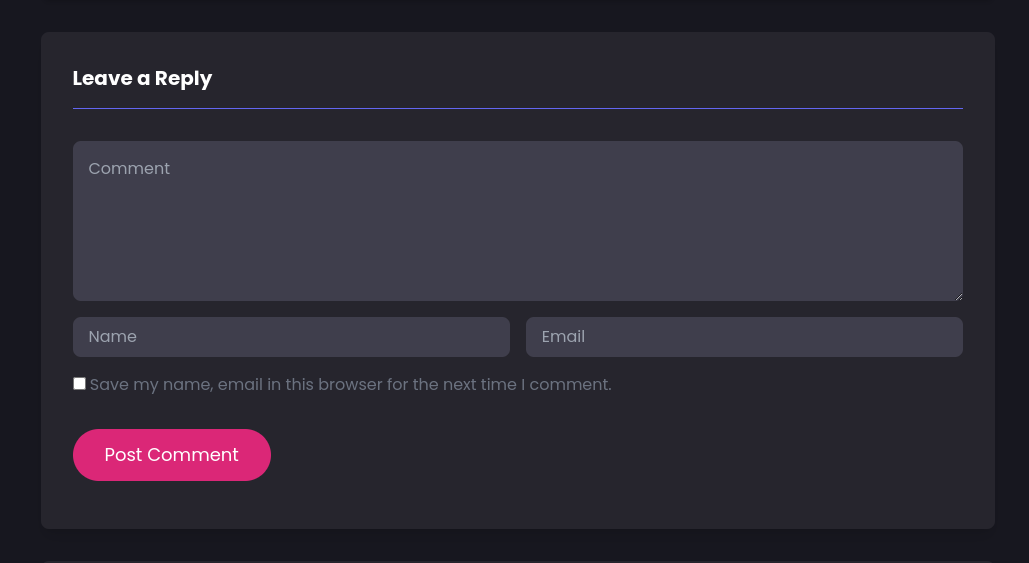 Leave a Reply
Comment
Name
Email
Save my name, email in this browser for the next time I comment.
Post Comment